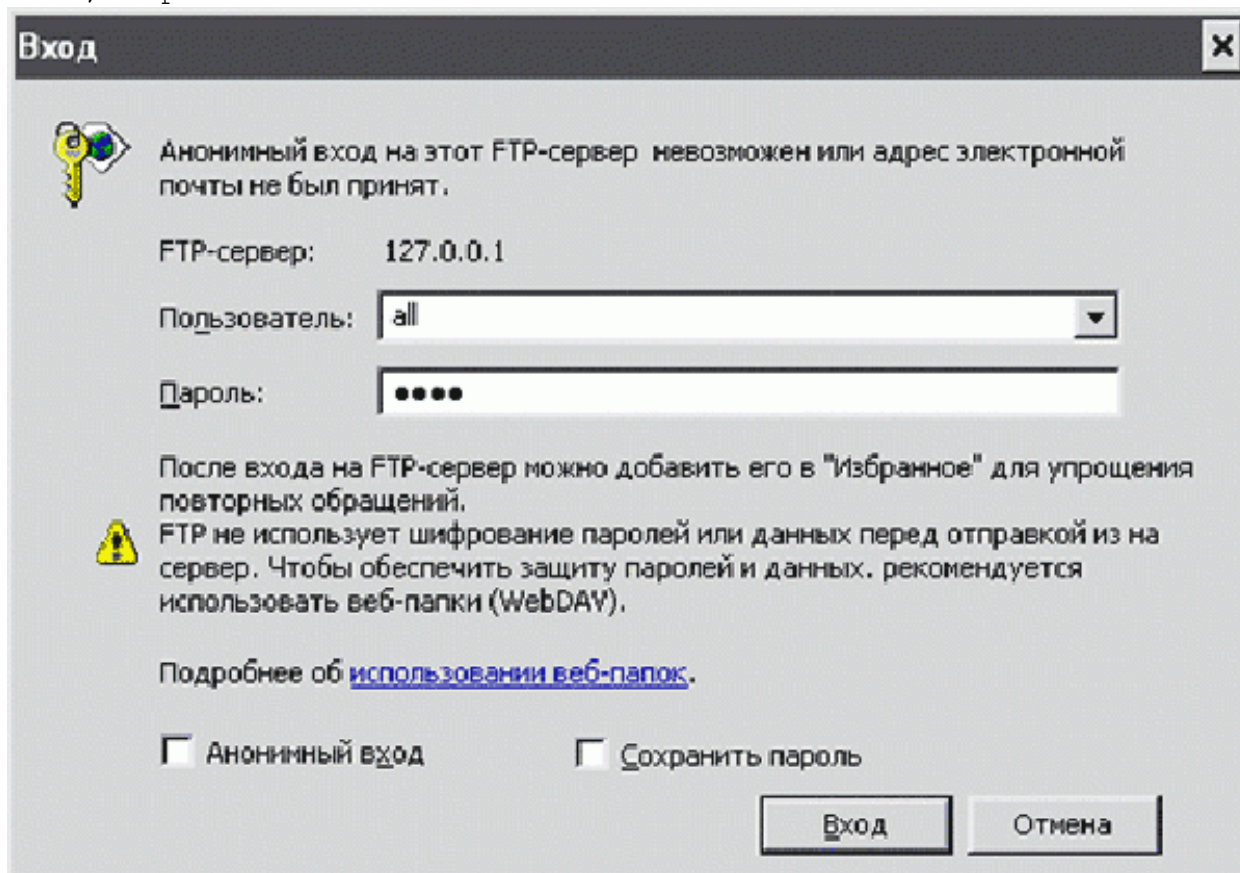 Вход
Анонимный вход на этот FTP-сервер невозможен или адрес электронной
почты не был принят.
FTP-сервер: 127.0.0.1
Пользователь: all
Пароль: ••••
После входа на FTP-сервер можно добавить его в "Избранное" для упрощения
повторных обращений.
FTP не использует шифрование паролей или данных перед отправкой из на
сервер. Чтобы обеспечить защиту паролей и данных. рекомендуется
использовать веб-папки (WebDAV).
Подробнее об использовании веб-папок.
Анонимный вход Сохранить пароль
Вход Отмена